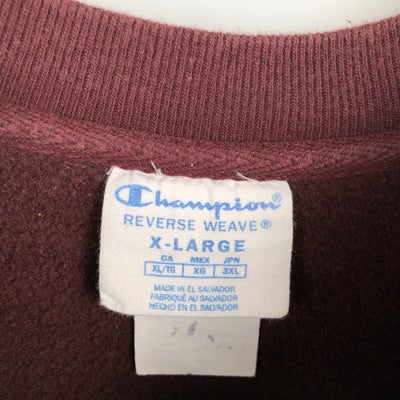 Champion®
REVERSE WEAVE®
X-LARGE
CA MEX JPN
XL/TG XG 3XL
MADE IN EL SALVADOR
FABRIQUÉ AU SALVADOR
HECHO EN EL SALVADOR